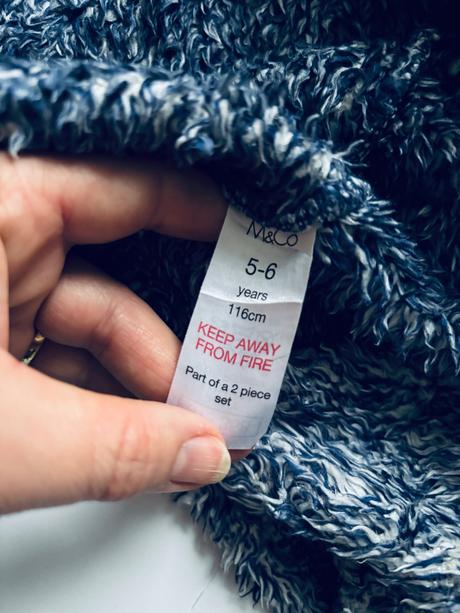 M&Co
5-6
years
116cm
KEEP AWAY
FROM FIRE
Part of a 2 piece
set